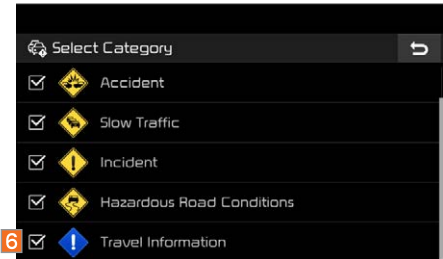 Select Category
Accident
Slow Traffic
Incident
Hazardous Road Conditions
6 Travel Information